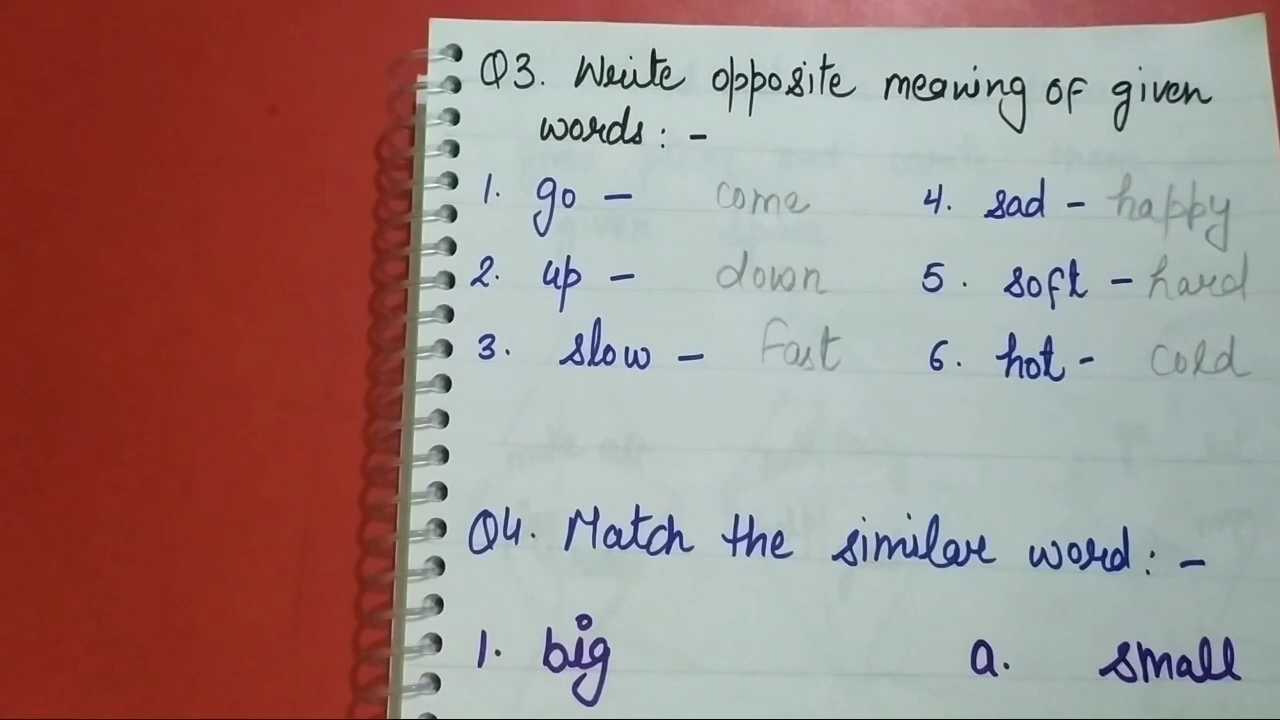 Q3. Write opposite meaning of given
words: -
1. go - come 4. sad - happy
2. up - down 5. soft - hard
3. slow - Fast 6. hot - cold
Q4. Match the similar word: -
1. big a. small